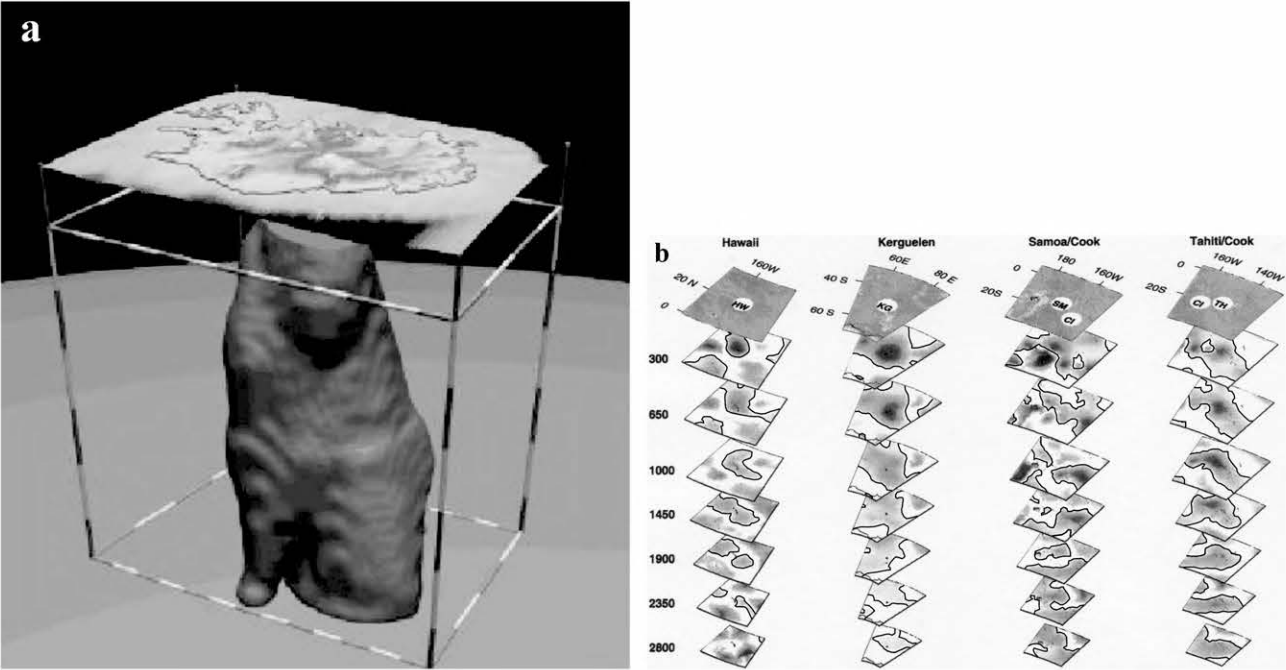 a
b
Hawaii Kerguelen Samoa/Cook Tahiti/Cook
160W 20 N 0 HW
60E 80 E 40 S 60 S KG
0 180 160W 20S SM CI
0 160W 140W 20S CI TH
300
650
1000
1450
1900
2350
2800